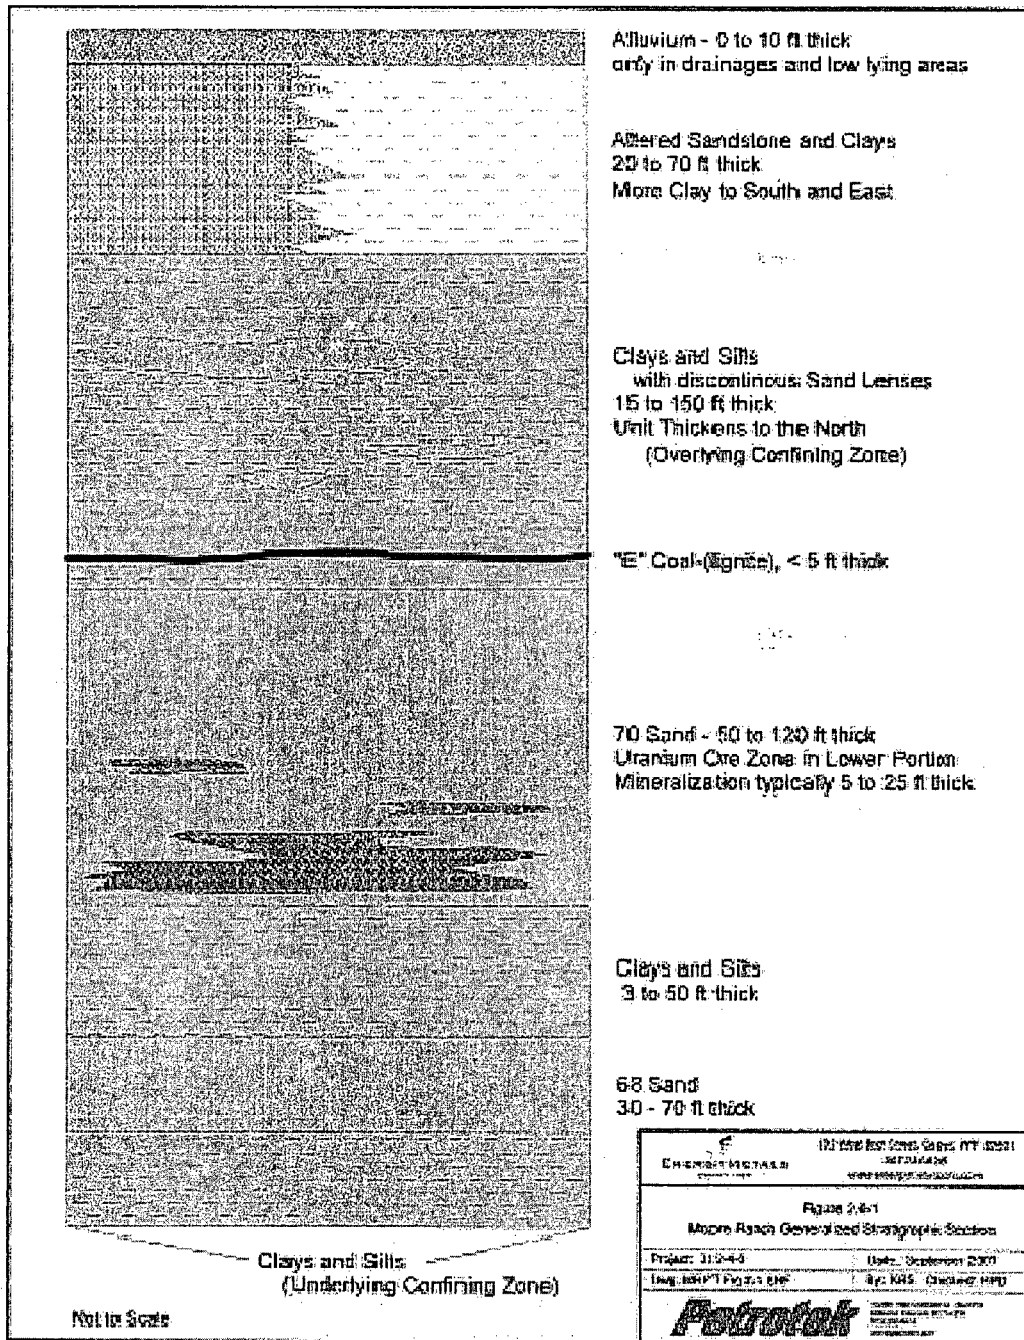 Alluvium - 0 to 10 ft thick
only in drainages and low lying areas
Altered Sandstone and Clays
20 to 70 ft thick
More Clay to South and East
Clays and Silts
with discontinous Sand Lenses
15 to 150 ft thick
Unit Thickens to the North
(Overlying Confining Zone)
"E" Coal-(lignite), < 5 ft thick
70 Sand - 50 to 120 ft thick
Uranium Ore Zone in Lower Portion
Mineralization typically 5 to 25 ft thick
Clays and Silts
3 to 50 ft thick
68 Sand
30 - 70 ft thick
Clays and Silts
(Underlying Confining Zone)
Not to Scale
Figure
Moore Ranch Generalized Stratigraphic Section
Project:
Date: September
By: KRS
Petrotek